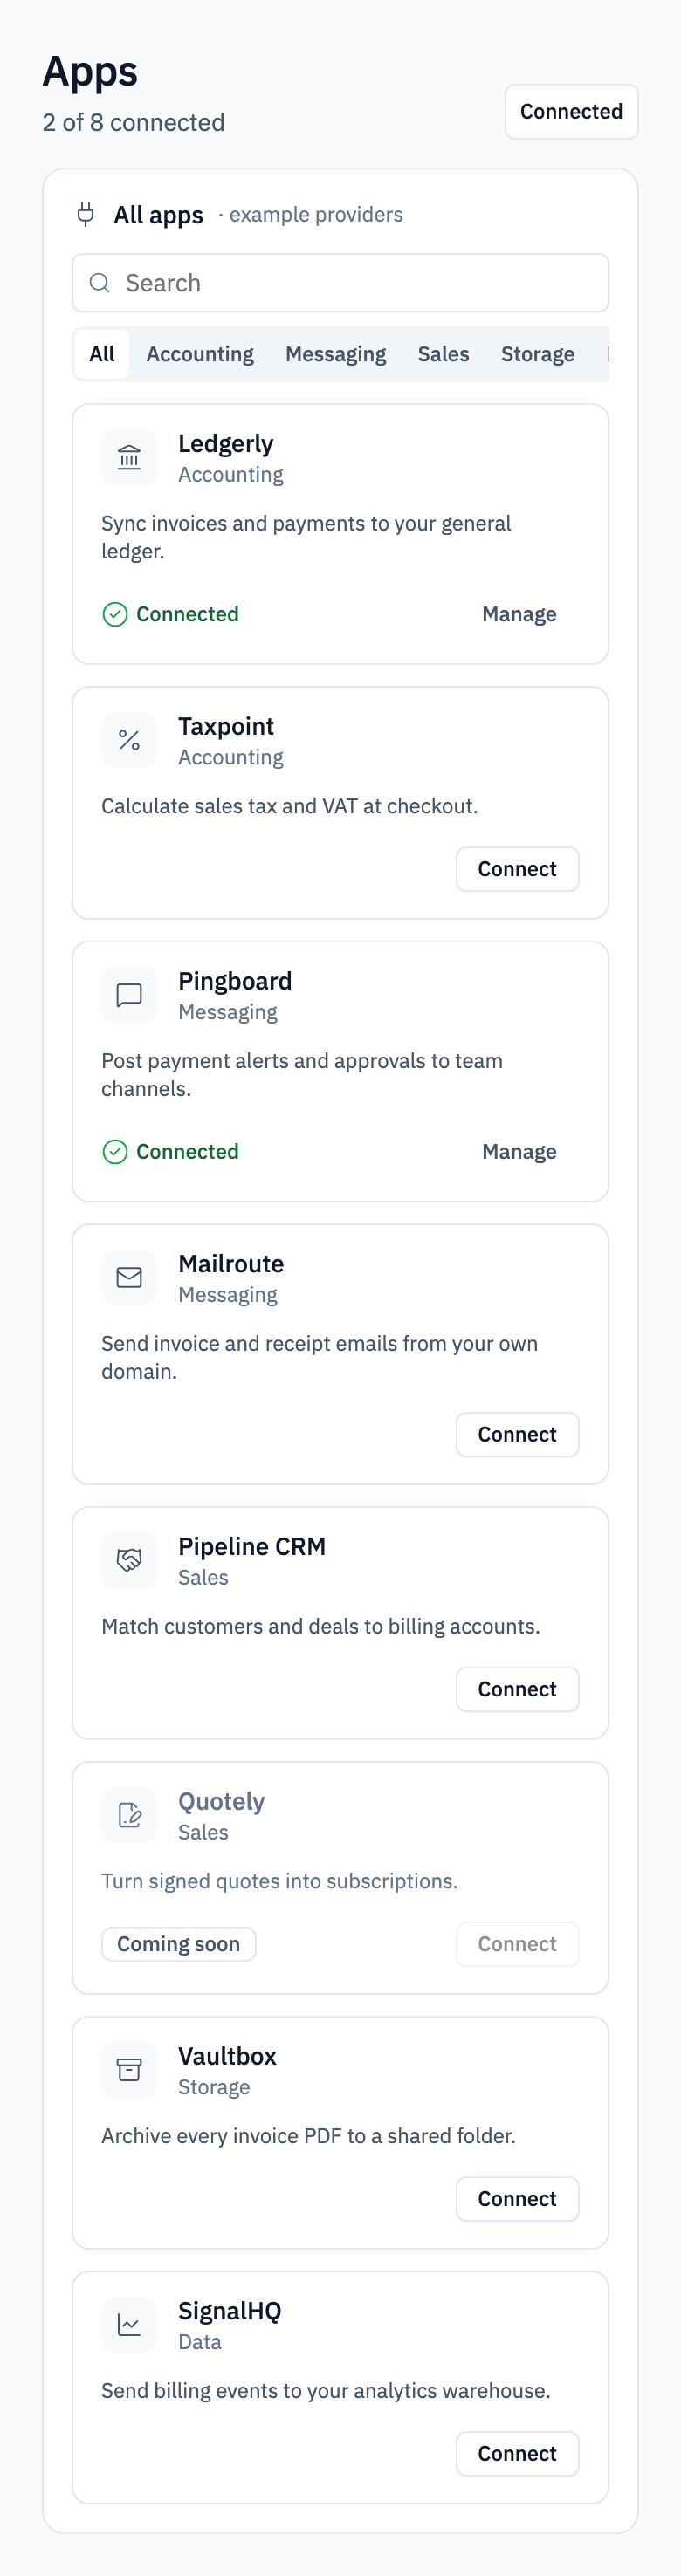 Apps
2 of 8 connected
Connected
All apps · example providers
Search
All Accounting Messaging Sales Storage
Ledgerly
Accounting
Sync invoices and payments to your general
ledger.
Connected Manage
Taxpoint
Accounting
Calculate sales tax and VAT at checkout.
Connect
Pingboard
Messaging
Post payment alerts and approvals to team
channels.
Connected Manage
Mailroute
Messaging
Send invoice and receipt emails from your own
domain.
Connect
Pipeline CRM
Sales
Match customers and deals to billing accounts.
Connect
Quotely
Sales
Turn signed quotes into subscriptions.
Coming soon Connect
Vaultbox
Storage
Archive every invoice PDF to a shared folder.
Connect
SignalHQ
Data
Send billing events to your analytics warehouse.
Connect